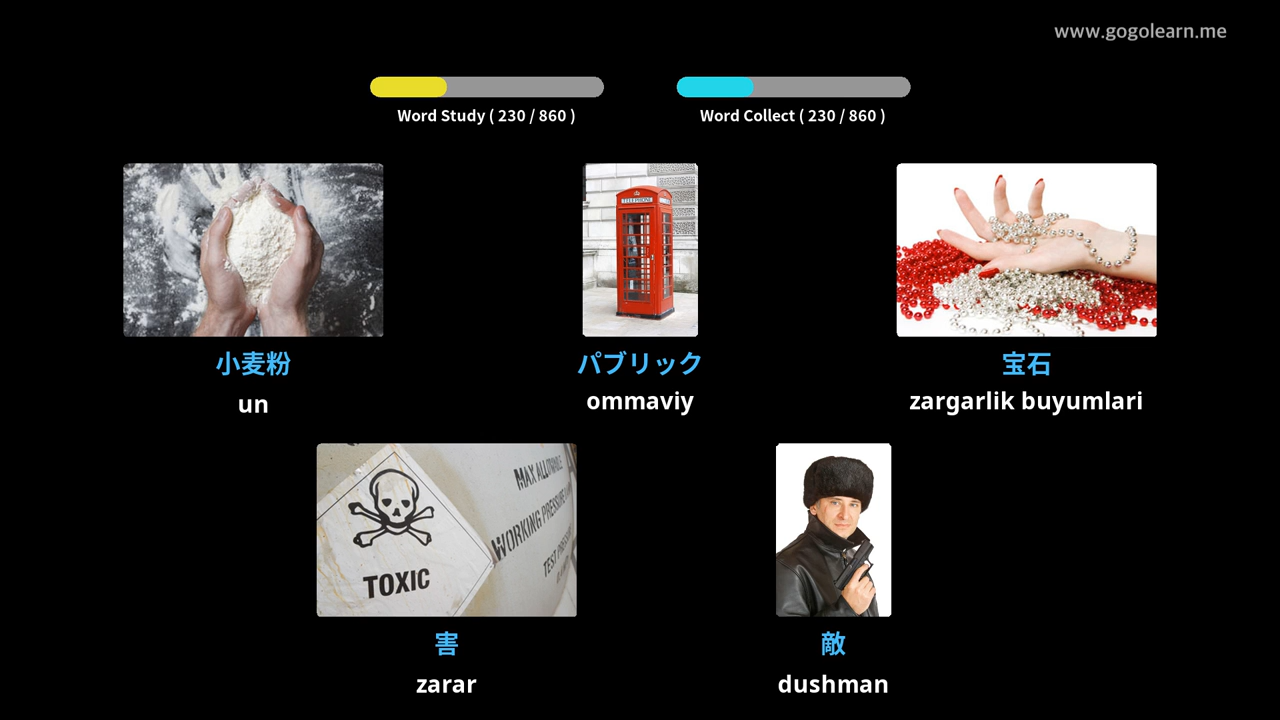 www.gogolearn.me
Word Study ( 230 / 860 )
Word Collect ( 230 / 860 )
TELEPHONE
小麦粉
パブリック
宝石
un
ommaviy
zargarlik buyumlari
MAX ALLOWABLE
WORKING PRESSURE
TEST PRESSURE
TOXIC
害
敵
zarar
dushman